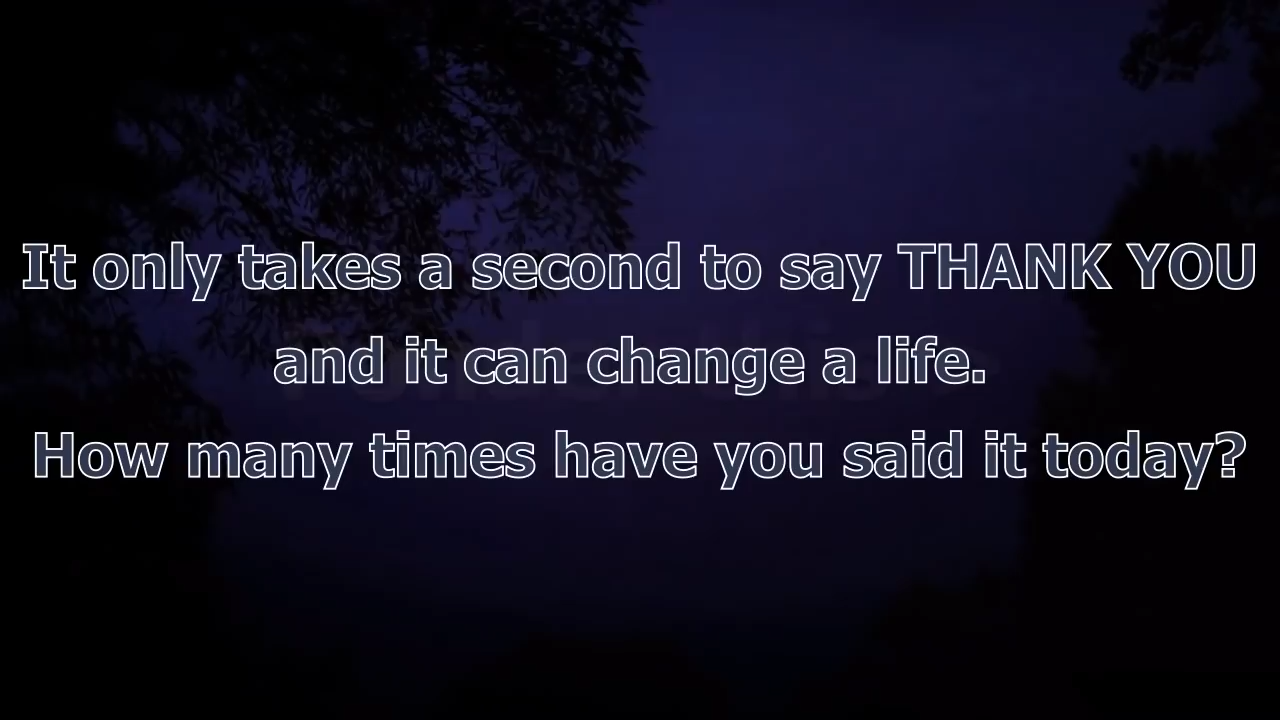 It only takes a second to say THANK YOU
and it can change a life.
How many times have you said it today?